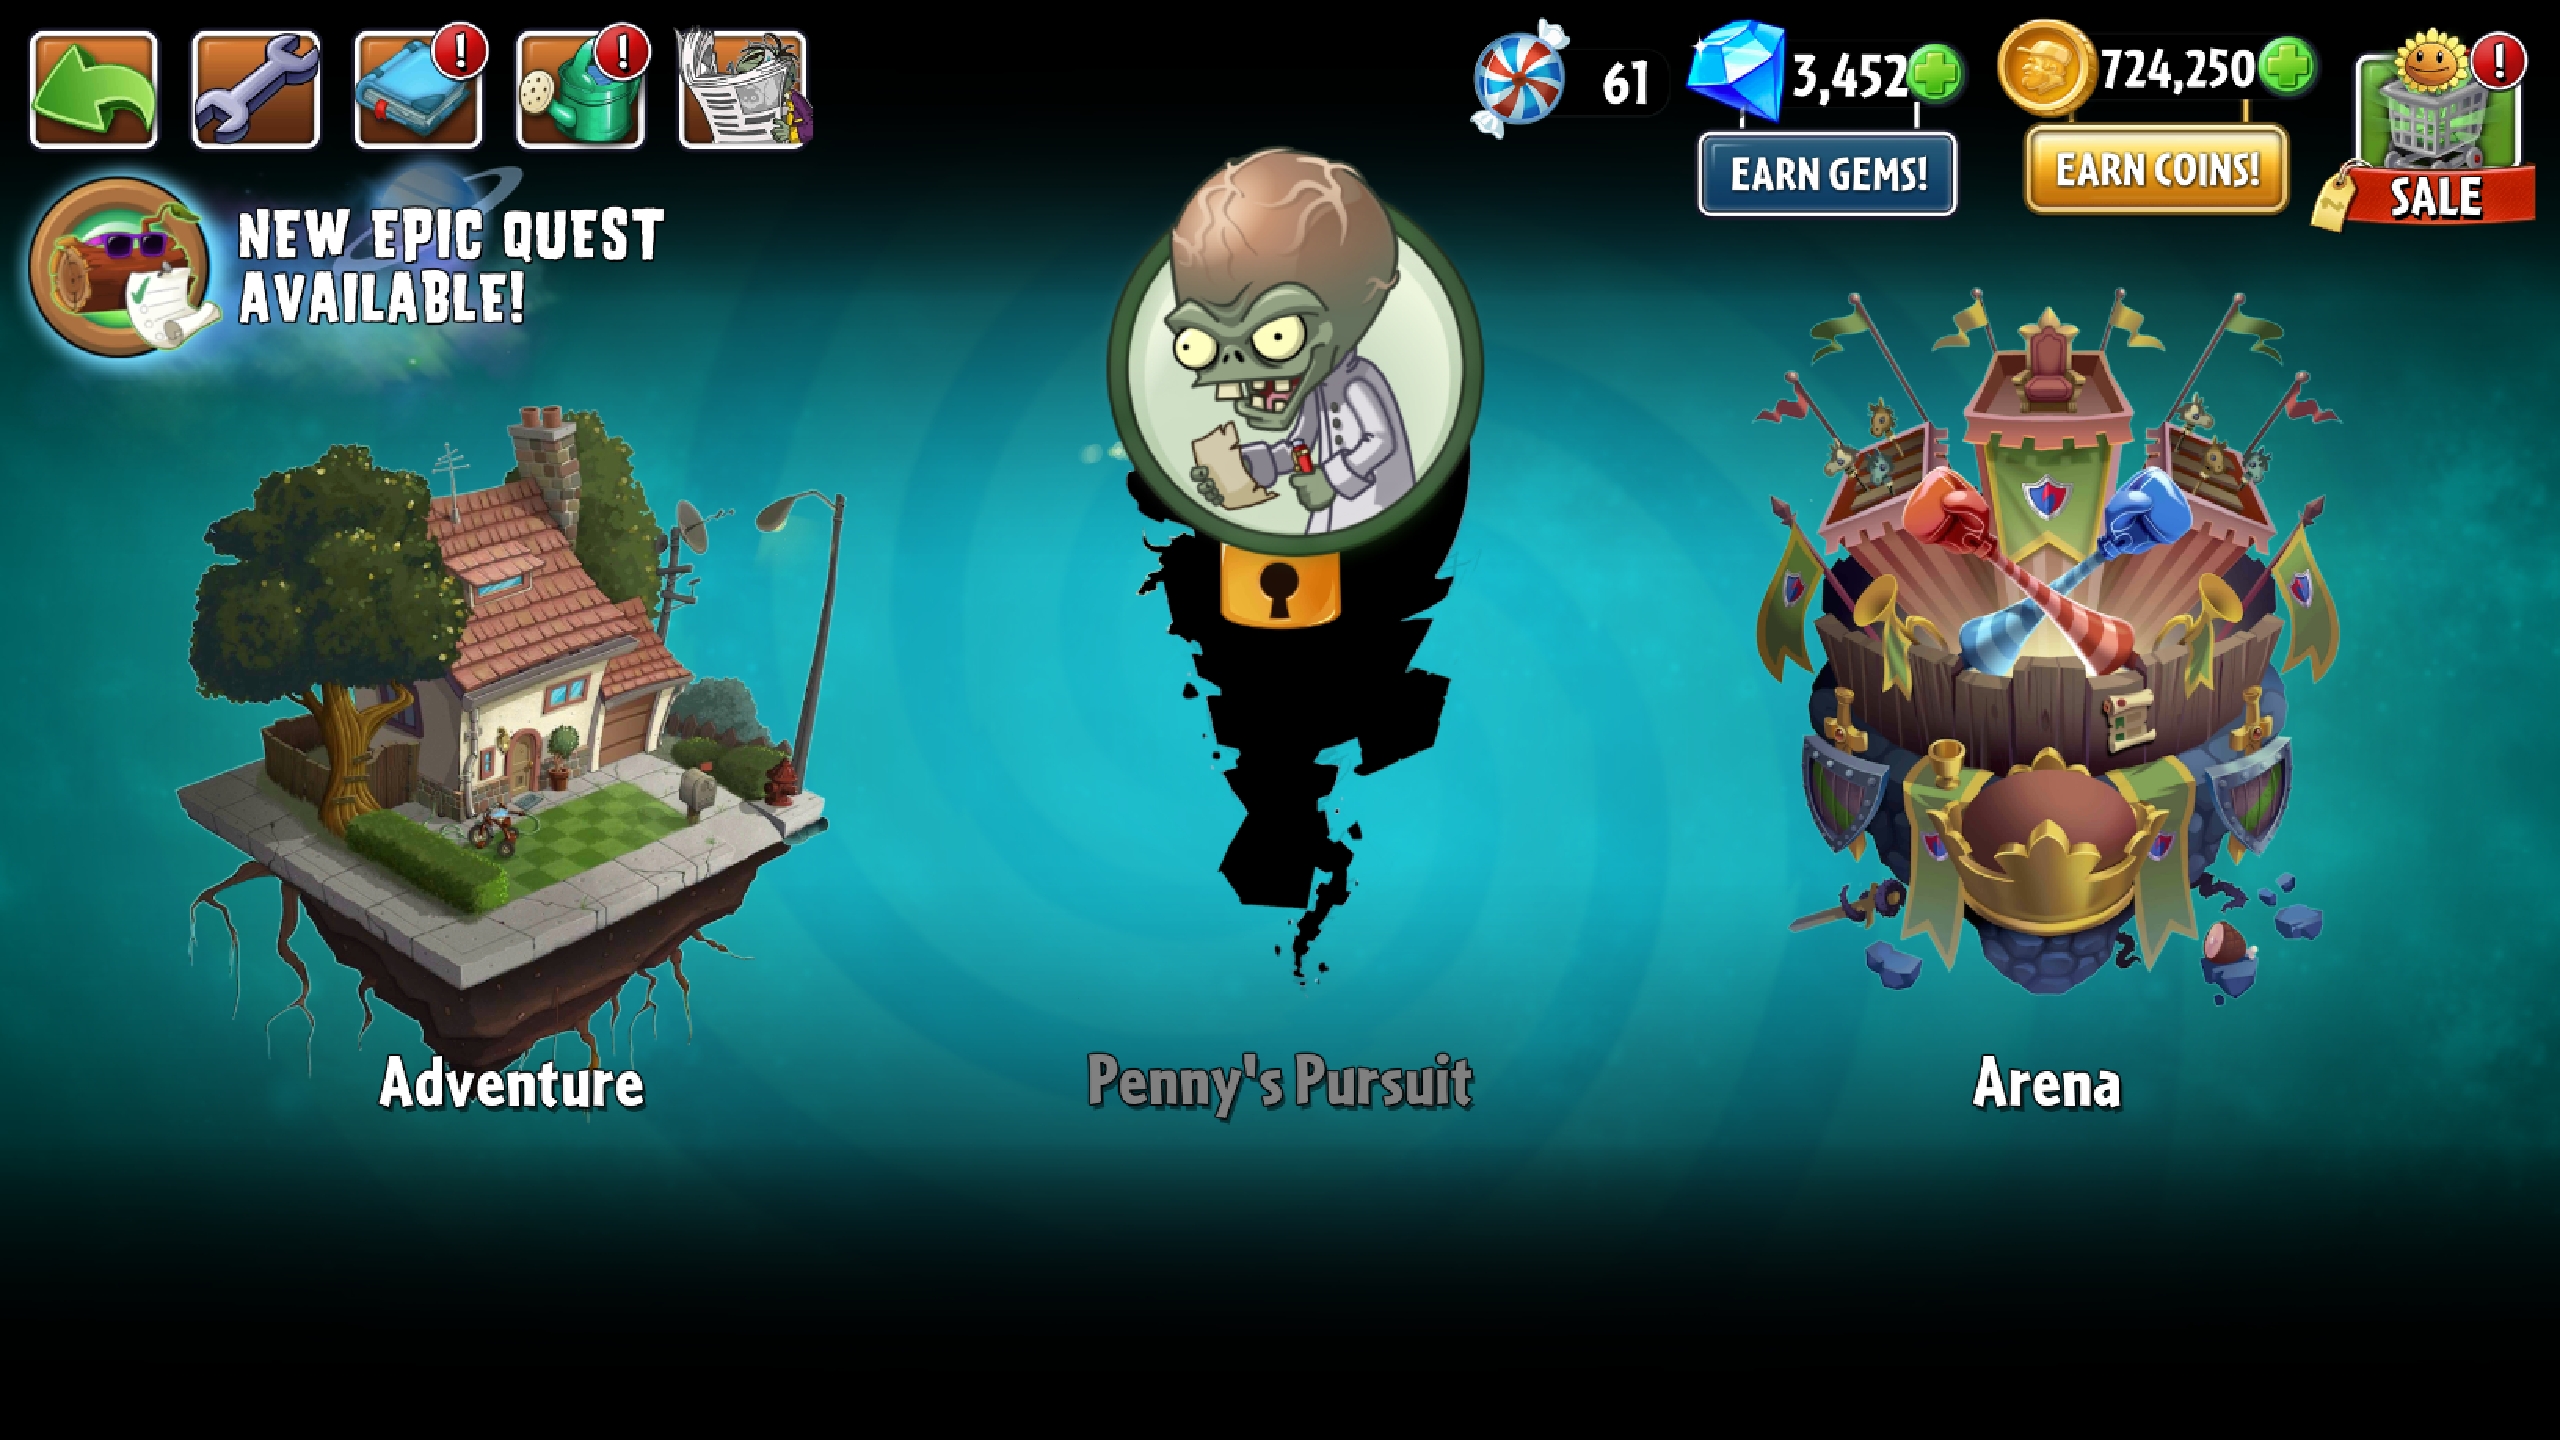 61
3,452
724,250
EARN GEMS!
EARN COINS!
SALE
NEW EPIC QUEST
AVAILABLE!
Adventure
Penny's Pursuit
Arena